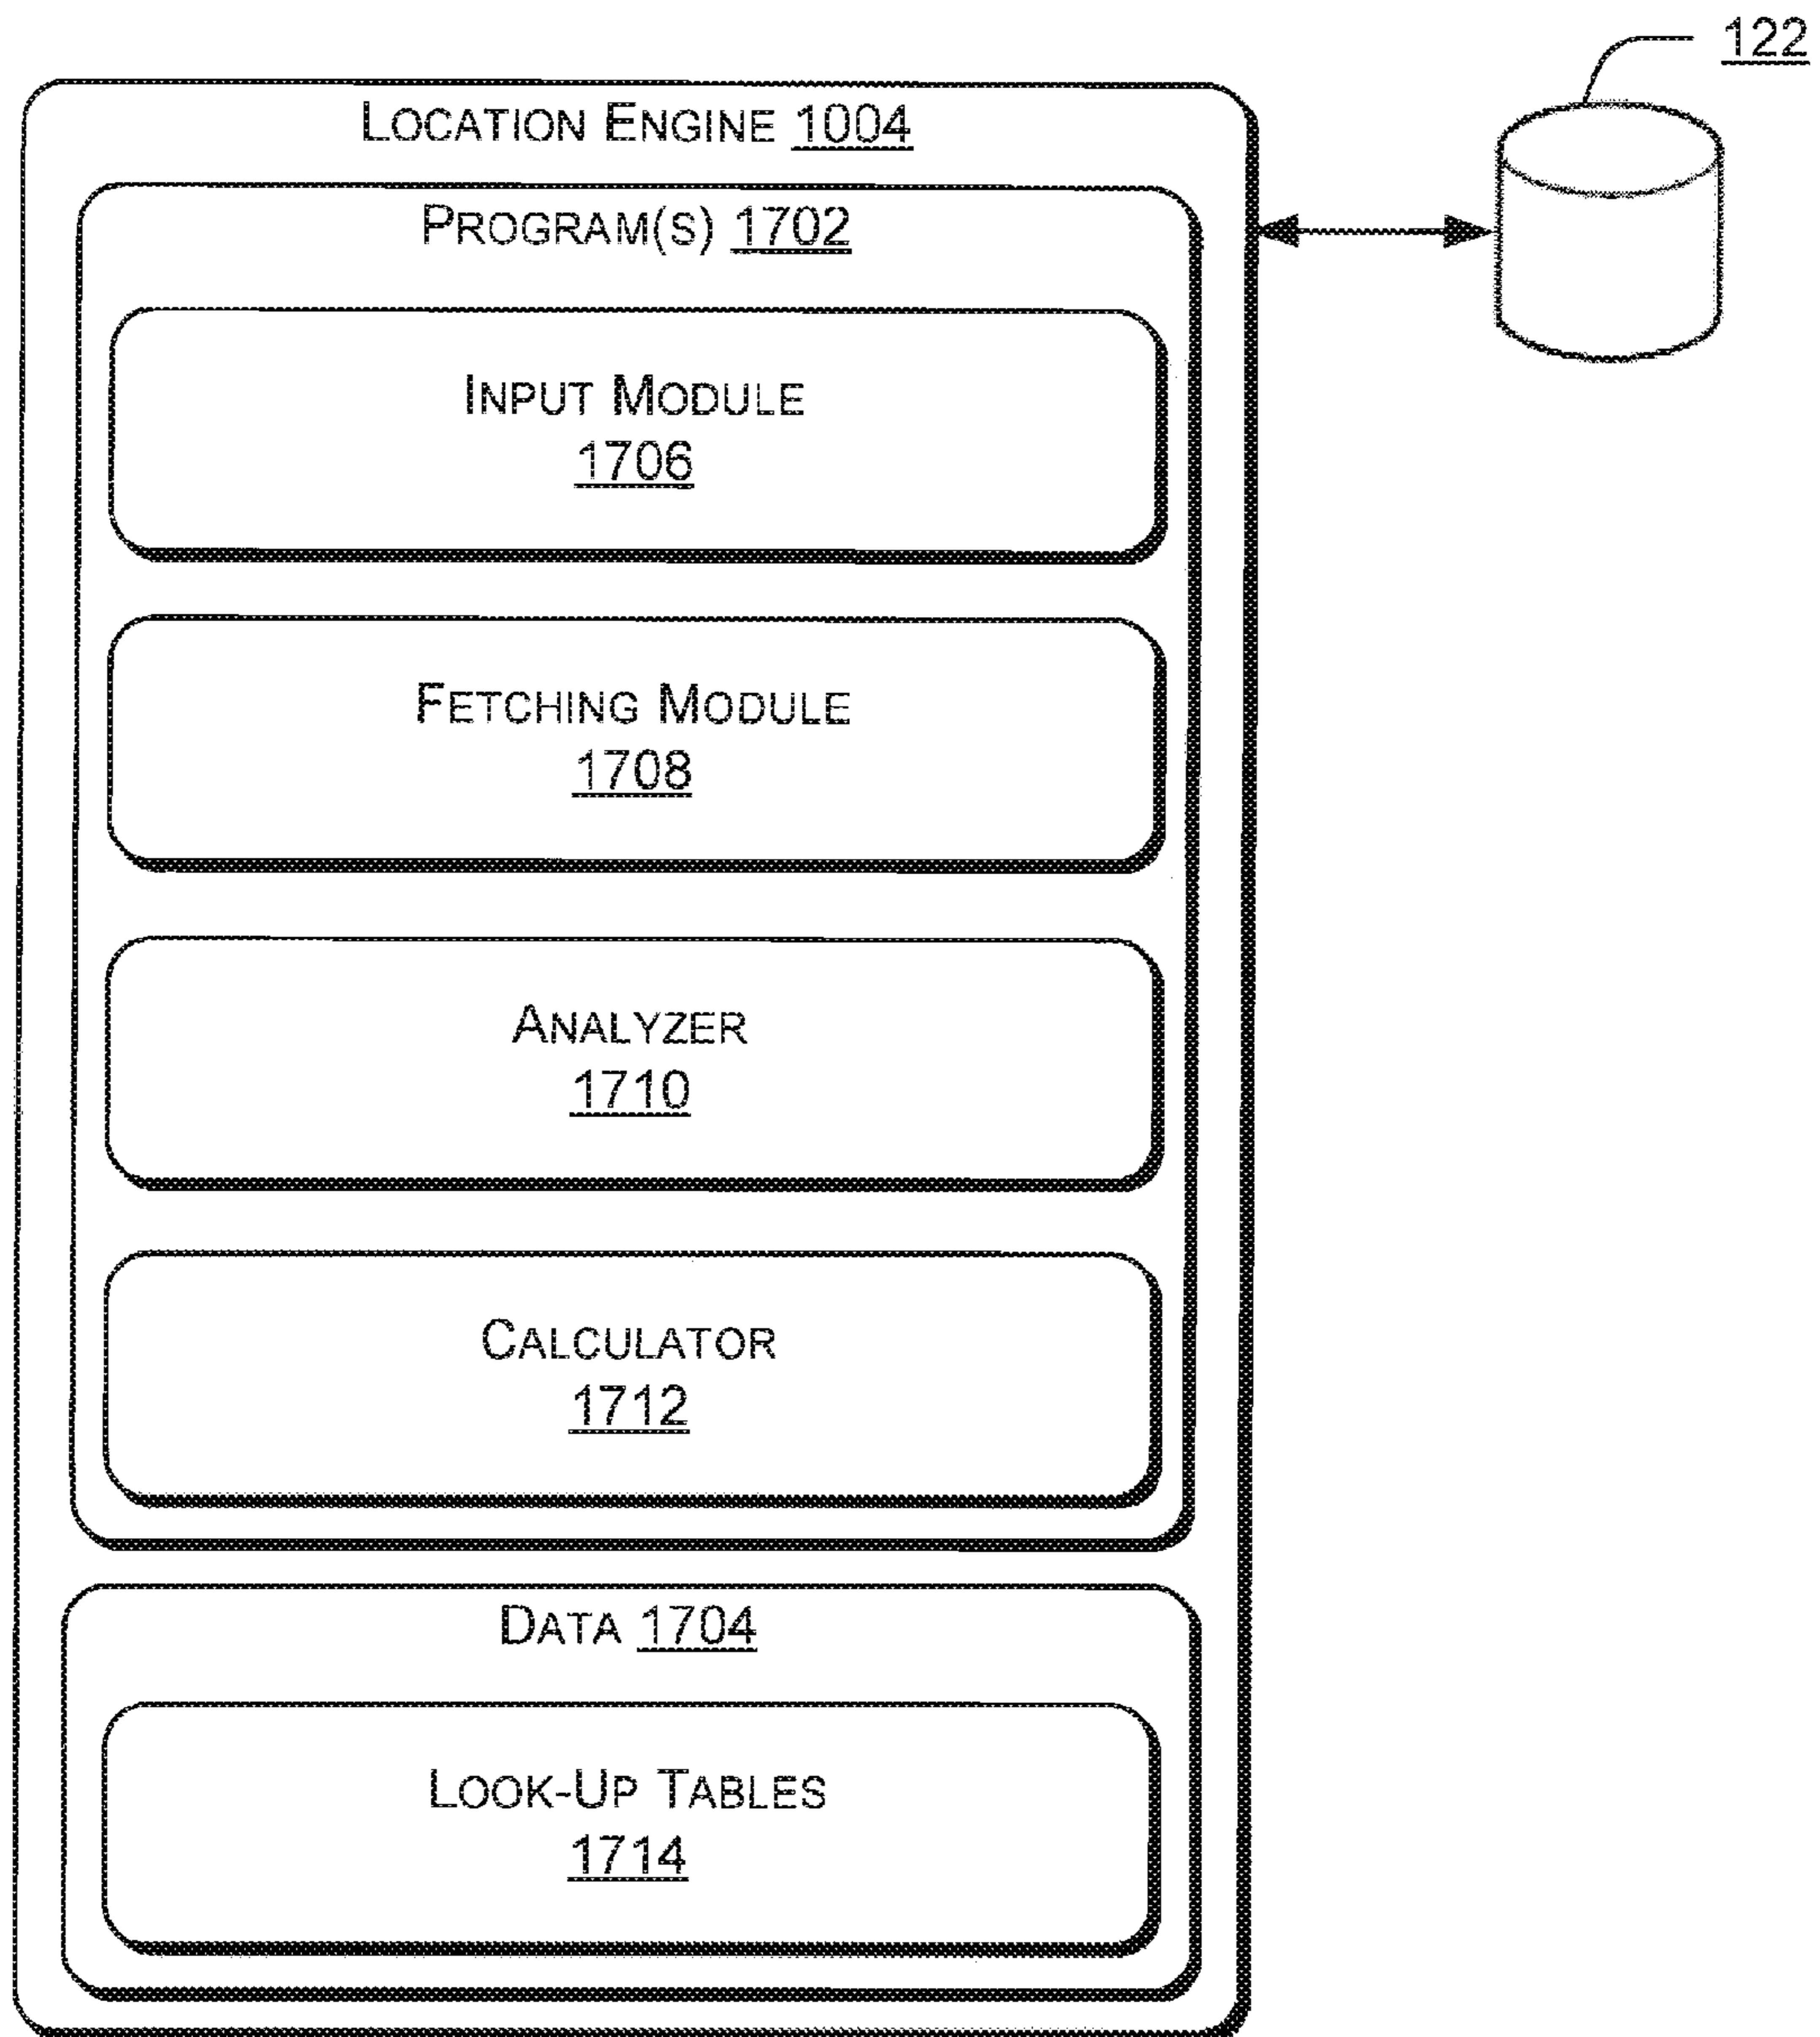 122
LOCATION ENGINE 1004
PROGRAM(S) 1702
INPUT MODULE
1706
FETCHING MODULE
1708
ANALYZER
1710
CALCULATOR
1712
DATA 1704
LOOK-UP TABLES
1714